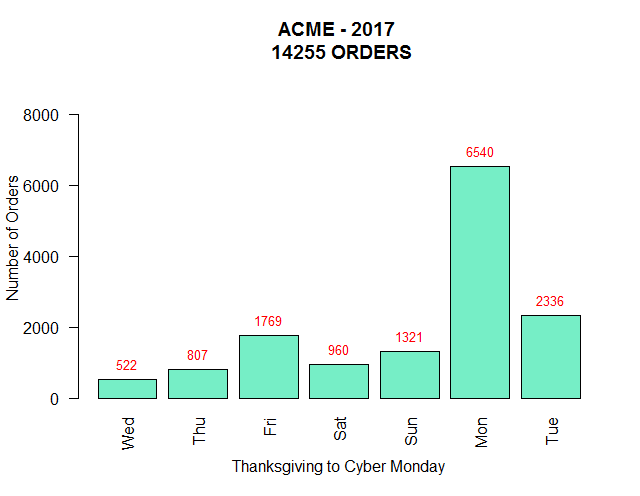 ACME - 2017
14255 ORDERS
8000
6000
4000
2000
0
Number of Orders
522
807
1769
960
1321
6540
2336
Wed
Thu
Fri
Sat
Sun
Mon
Tue
Thanksgiving to Cyber Monday